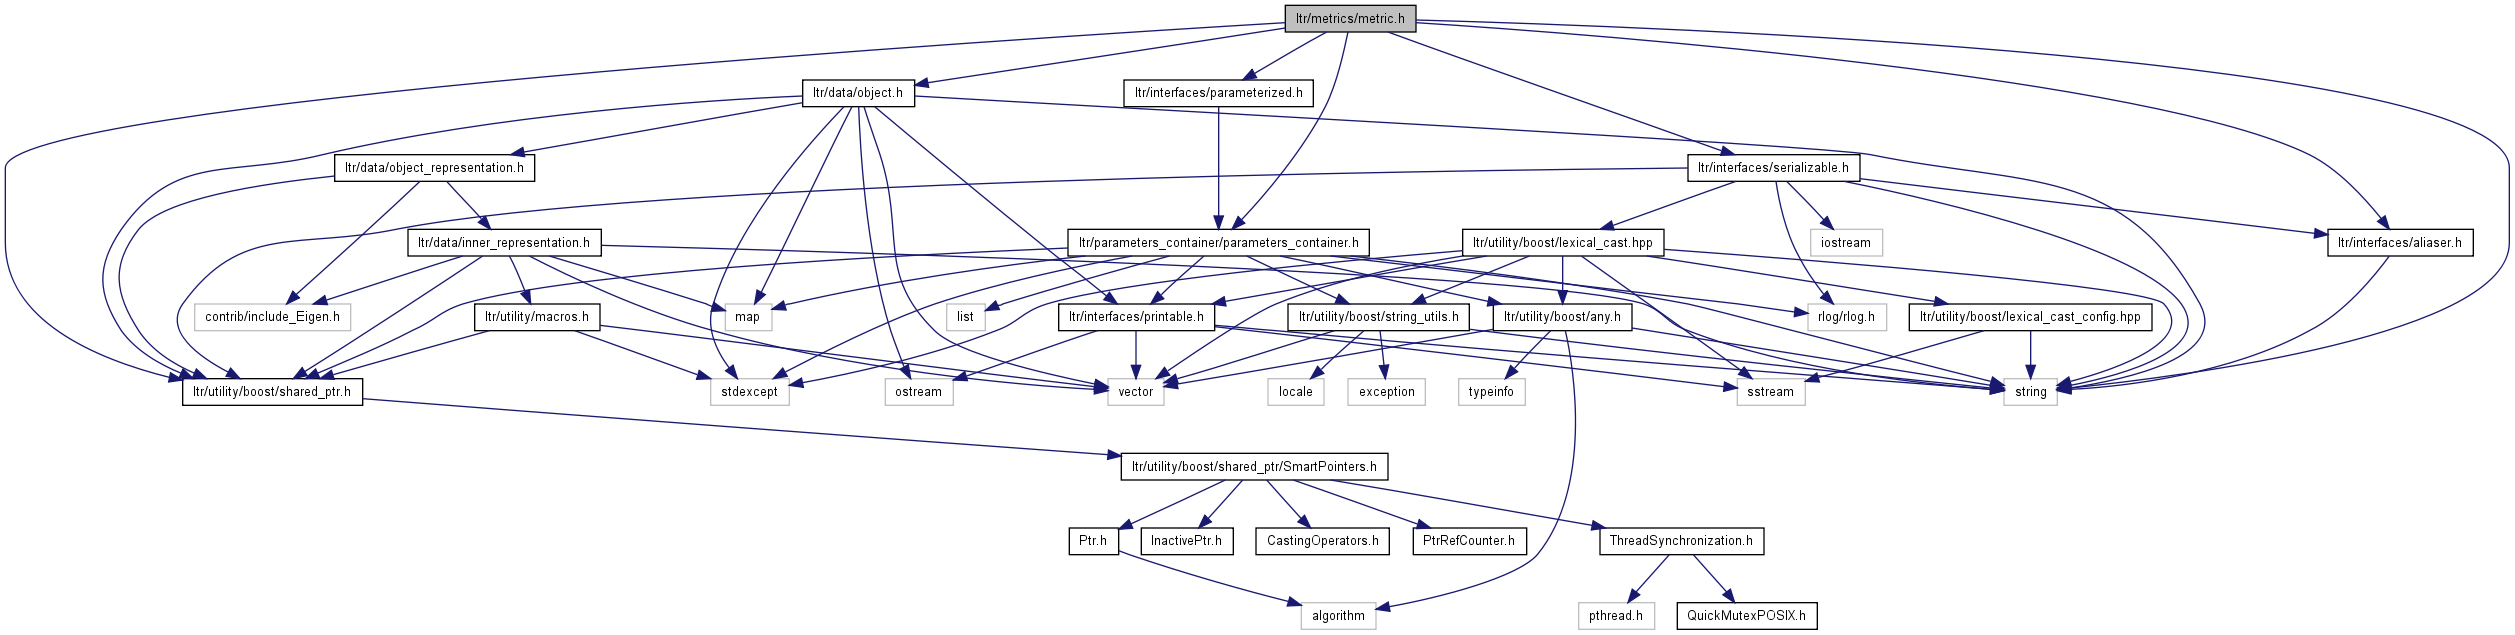 ltr/metrics/metric.h
ltr/data/object.h
ltr/interfaces/parameterized.h
ltr/data/object_representation.h
ltr/interfaces/serializable.h
ltr/data/inner_representation.h
ltr/parameters_container/parameters_container.h
ltr/utility/boost/lexical_cast.hpp
iostream
ltr/interfaces/aliaser.h
contrib/include_Eigen.h
ltr/utility/macros.h
map
list
ltr/interfaces/printable.h
ltr/utility/boost/string_utils.h
ltr/utility/boost/any.h
rlog/rlog.h
ltr/utility/boost/lexical_cast_config.hpp
ltr/utility/boost/shared_ptr.h
stdexcept
ostream
vector
locale
exception
typeinfo
sstream
string
ltr/utility/boost/shared_ptr/SmartPointers.h
Ptr.h
InactivePtr.h
CastingOperators.h
PtrRefCounter.h
ThreadSynchronization.h
algorithm
pthread.h
QuickMutexPOSIX.h